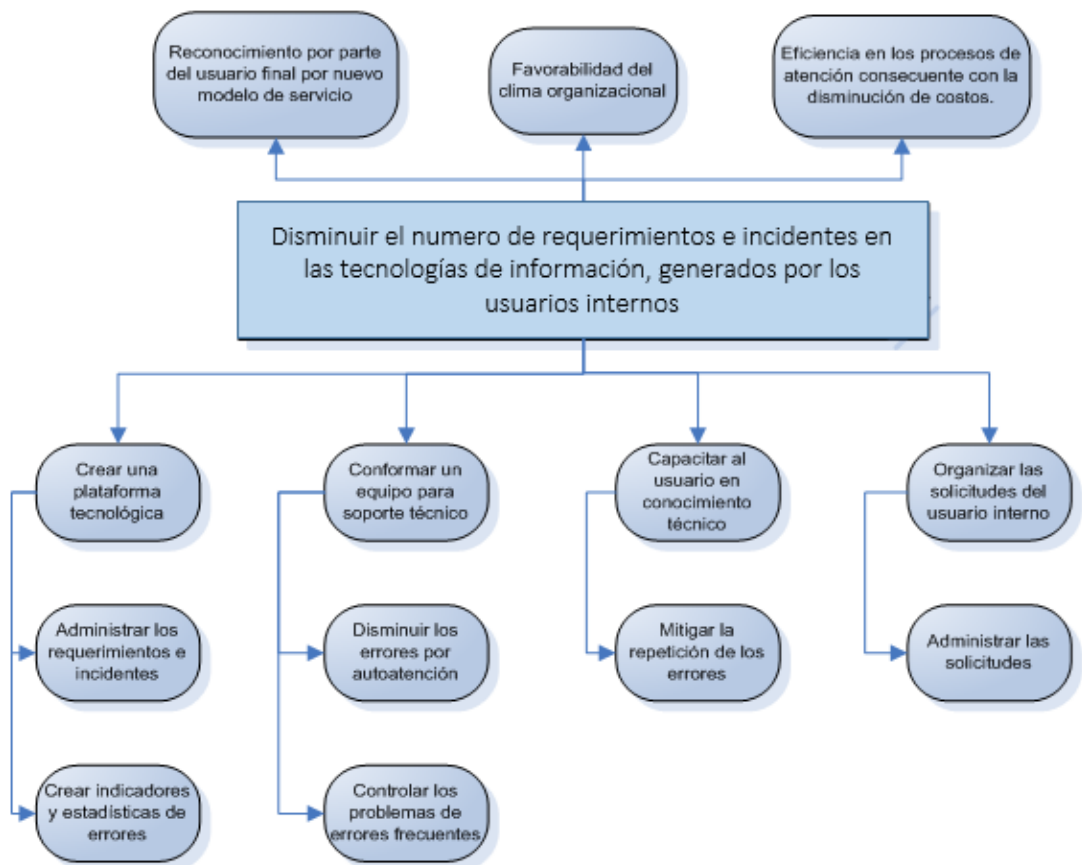 Reconocimiento por parte
del usuario final por nuevo
modelo de servicio
Favorabilidad del
clima organizacional
Eficiencia en los procesos de
atención consecuente con la
disminución de costos.
Disminuir el numero de requerimientos e incidentes en
las tecnologías de información, generados por los
usuarios internos
Crear una
plataforma
tecnológica
Conformar un
equipo para
soporte técnico
Capacitar al
usuario en
conocimiento
técnico
Organizar las
solicitudes del
usuario interno
Administrar los
requerimientos e
incidentes
Disminuir los
errores por
autoatención
Mitigar la
repetición de los
errores
Administrar las
solicitudes
Crear indicadores
y estadísticas de
errores
Controlar los
problemas de
errores frecuentes